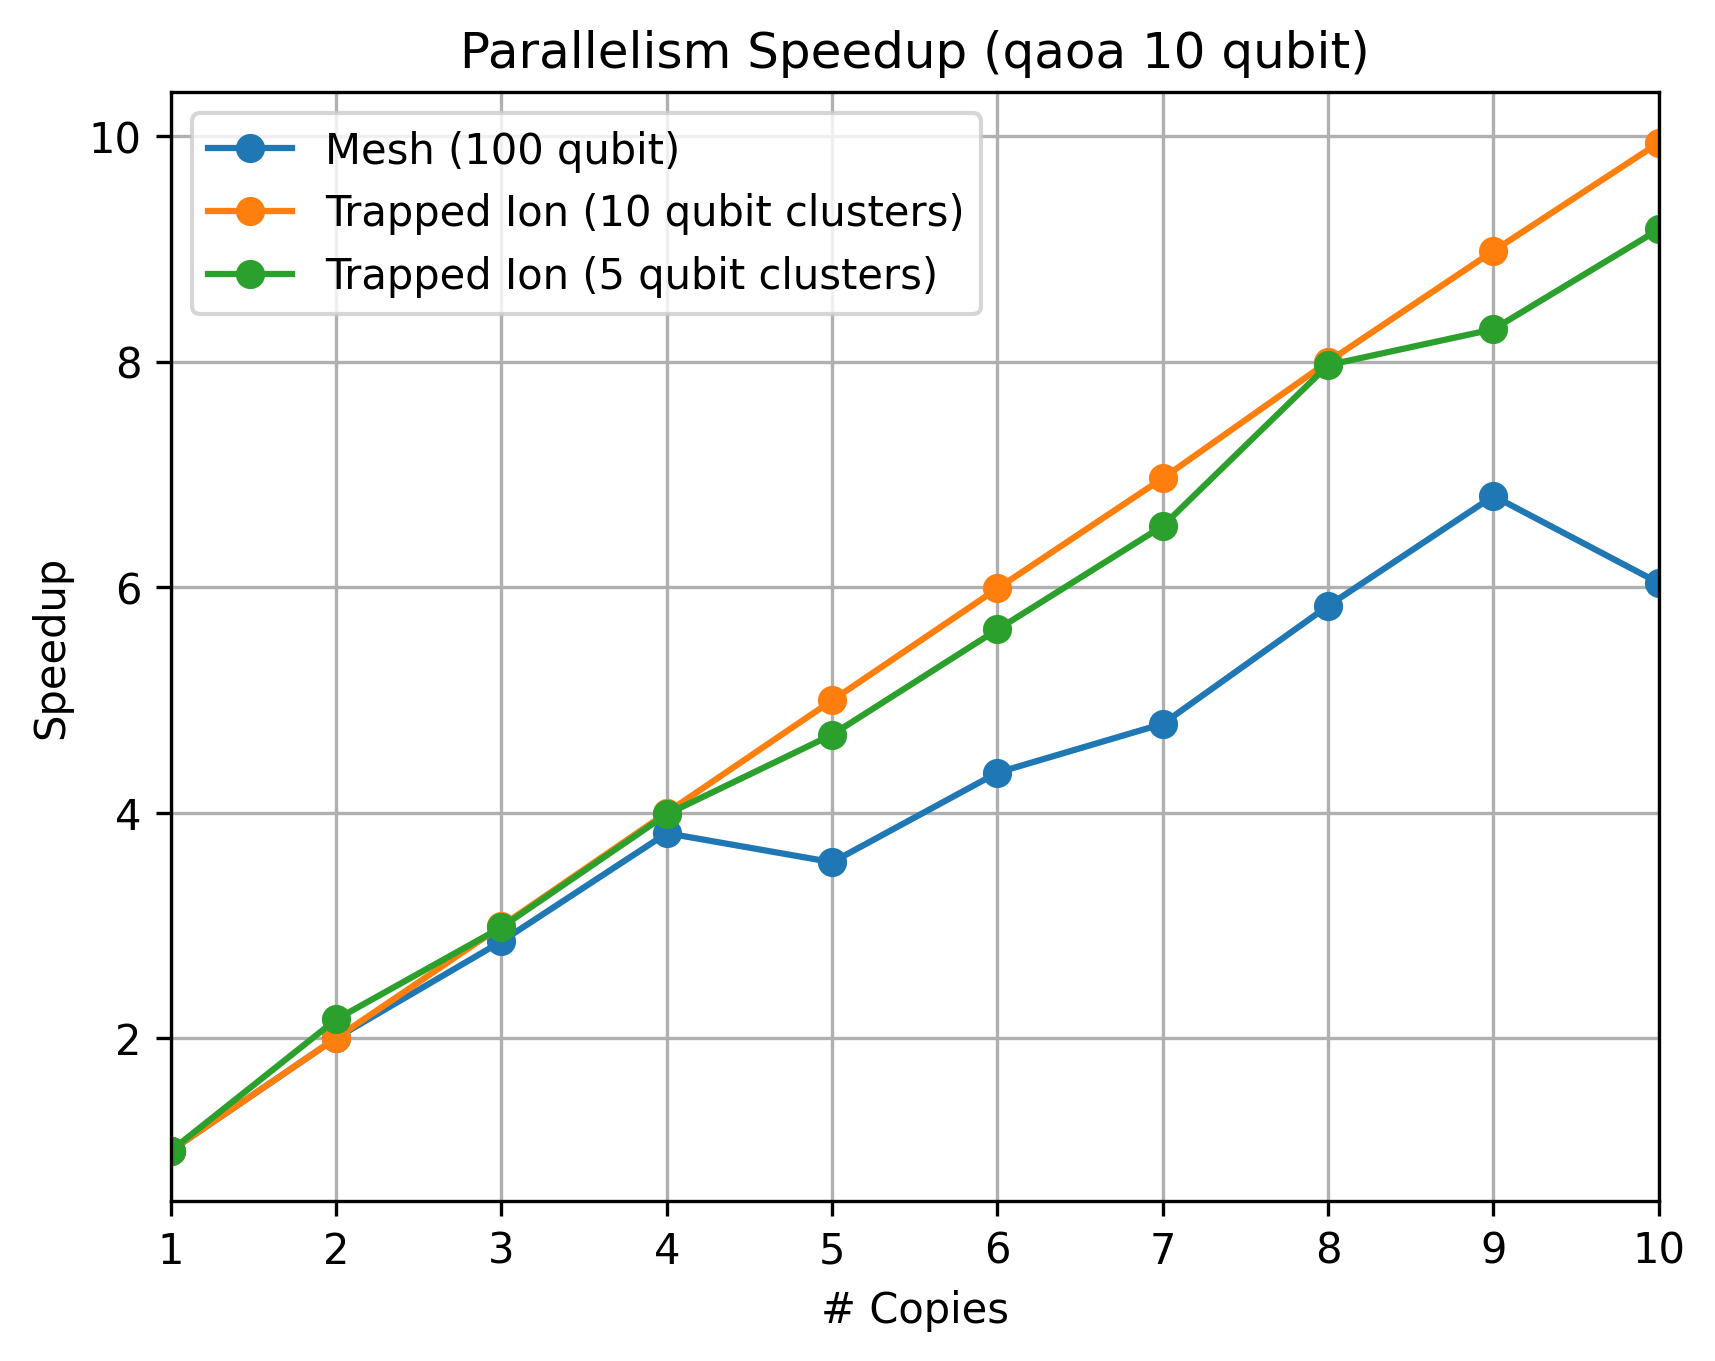 Parallelism Speedup (qaoa 10 qubit)
10
8
6
4
2
Speedup
Mesh (100 qubit)
Trapped Ion (10 qubit clusters)
Trapped Ion (5 qubit clusters)
1 2 3 4 5 6 7 8 9 10
# Copies